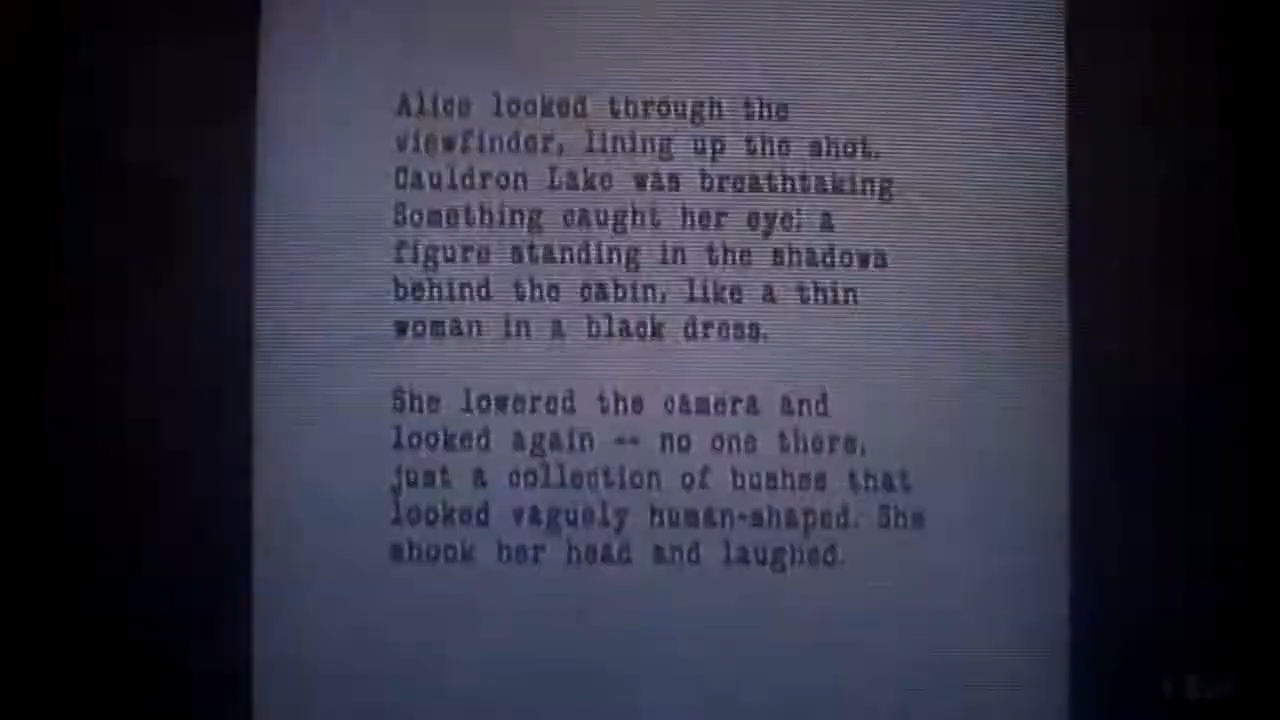 Alice looked through the
viewfinder, lining up the shot.
Cauldron Lake was breathtaking
Something caught her eye: a
figure standing in the shadows
behind the cabin, like a thin
woman in a black dress.
She lowered the camera and
looked again -- no one there,
just a collection of bushes that
looked vaguely human-shaped. She
shook her head and laughed.